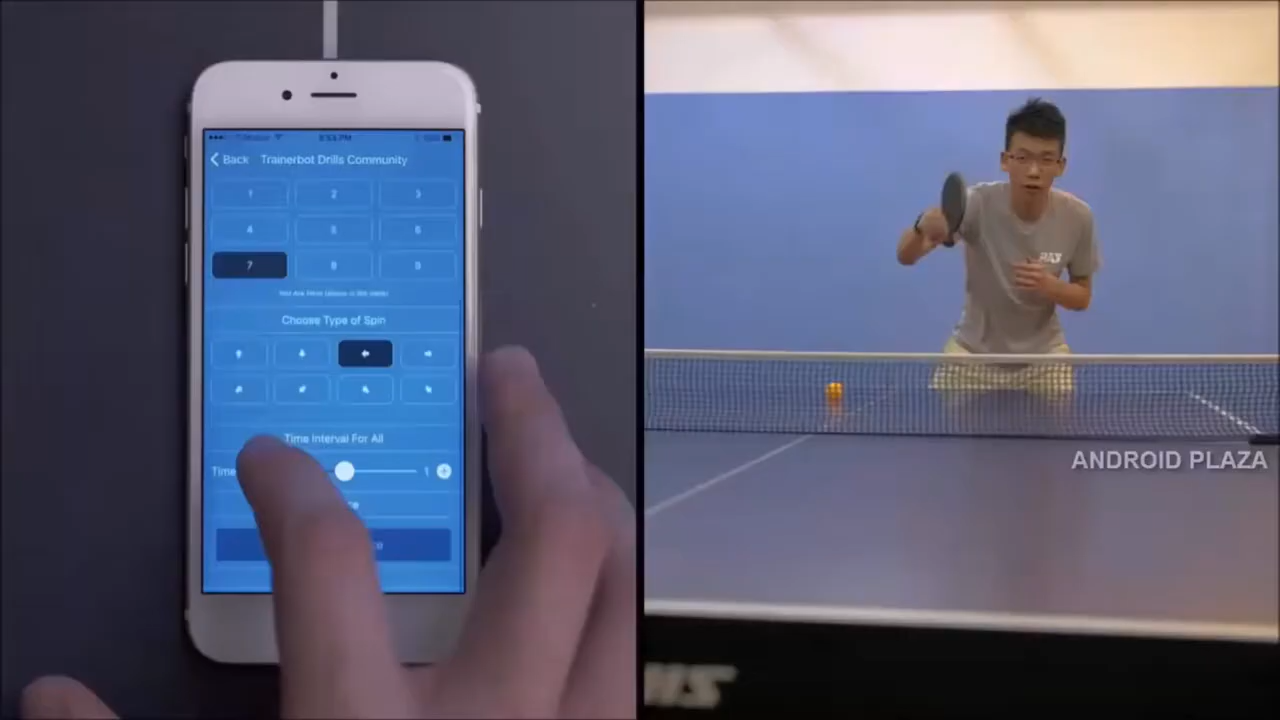 Back Trainerbot Drills Community
1 2 3
4 5 6
7 8 9
Choose Type of Spin
Time Interval For All
Time 1
ANDROID PLAZA